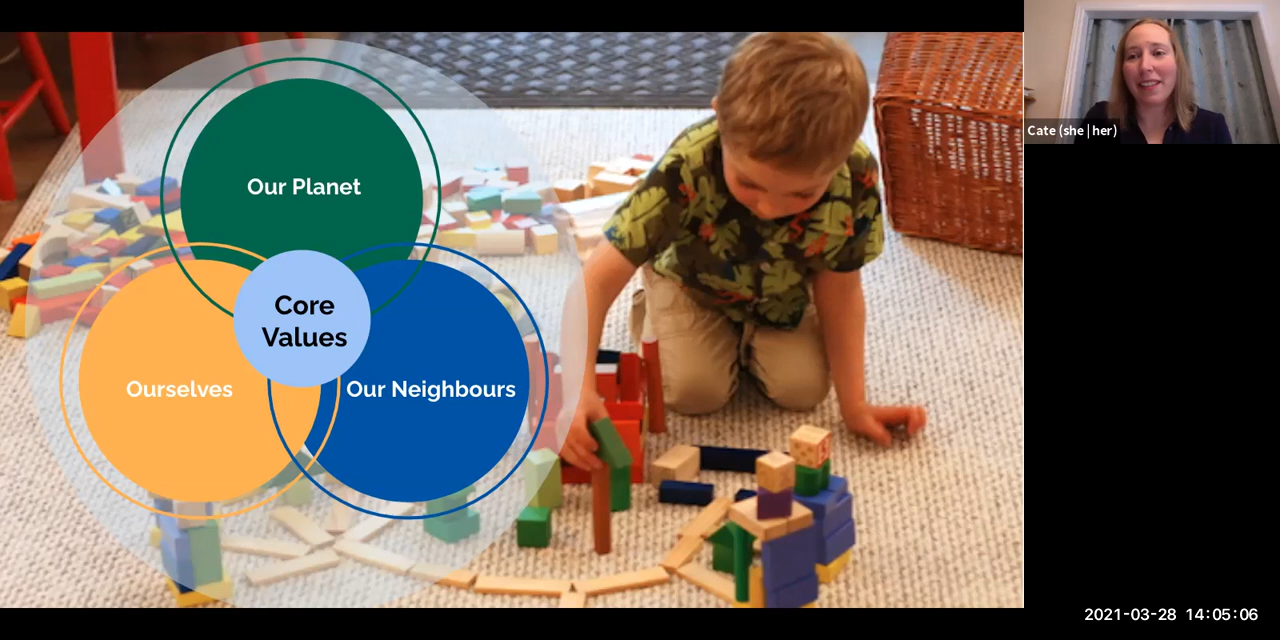 Our Planet
Core
Values
Ourselves
Our Neighbours
Cate (she|her)
2021-03-28 14:05:06